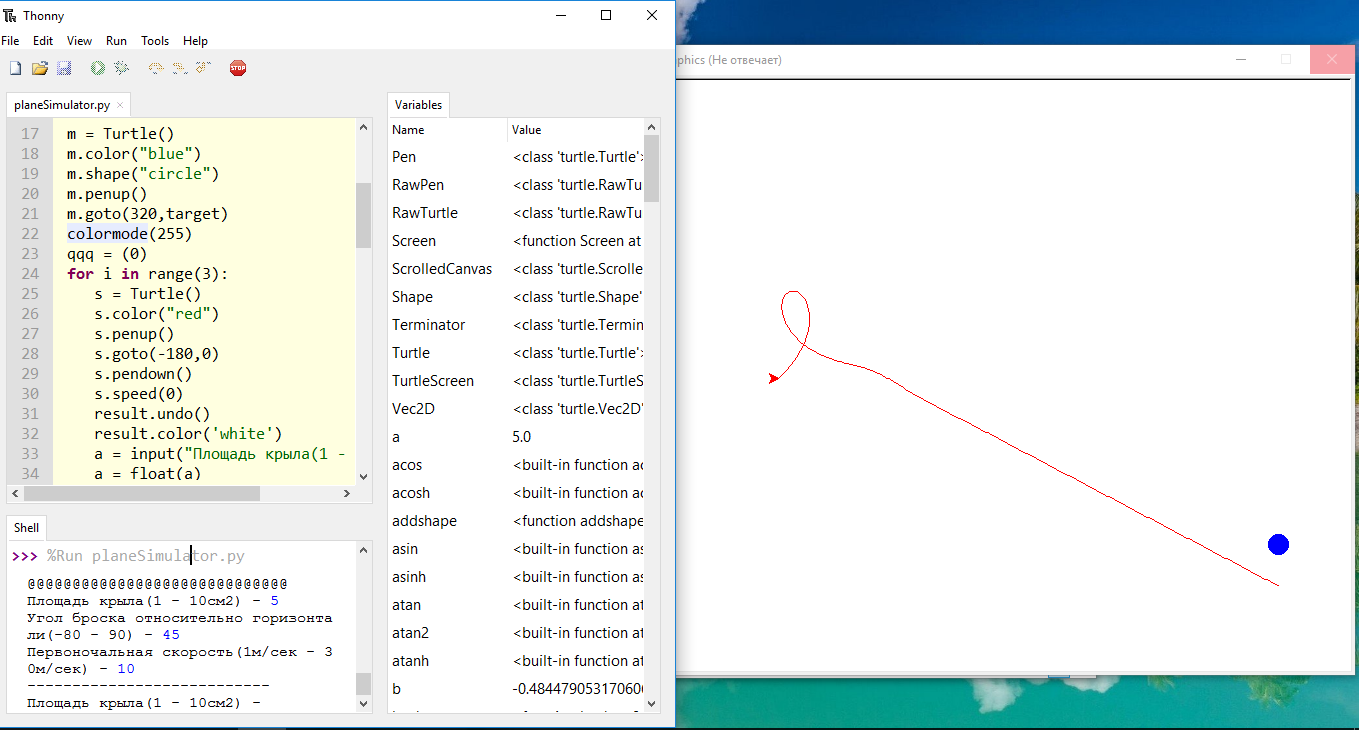 Thonny
File Edit View Run Tools Help
STOP
planeSimulator.py ×
17 m = Turtle()
18 m.color("blue")
19 m.shape("circle")
20 m.penup()
21 m.goto(320,target)
22 colormode(255)
23 qqq = (0)
24 for i in range(3):
25 s = Turtle()
26 s.color("red")
27 s.penup()
28 s.goto(-180,0)
29 s.pendown()
30 s.speed(0)
31 result.undo()
32 result.color('white')
33 a = input("Площадь крыла(1 -
34 a = float(a)
Shell
>>> %Run planeSimulator.py
@@@@@@@@@@@@@@@@@@@@@@@@@@@@@
Площадь крыла(1 - 10см2) - 5
Угол броска относительно горизонта
ли(-80 - 90) - 45
Первоночальная скорость(1м/сек - 3
0м/сек) - 10
---------------------------
Площадь крыла(1 - 10см2) -
Variables
Name Value
Pen <class 'turtle.Turtle'>
RawPen <class 'turtle.RawTu
RawTurtle <class 'turtle.RawTu
Screen <function Screen at
ScrolledCanvas <class 'turtle.Scrolle
Shape <class 'turtle.Shape'
Terminator <class 'turtle.Termin
Turtle <class 'turtle.Turtle'>
TurtleScreen <class 'turtle.TurtleS
Vec2D <class 'turtle.Vec2D'
a 5.0
acos <built-in function ac
acosh <built-in function ac
addshape <function addshape
asin <built-in function as
asinh <built-in function as
atan <built-in function at
atan2 <built-in function at
atanh <built-in function at
b -0.484479053170606
phics (Не отвечает)